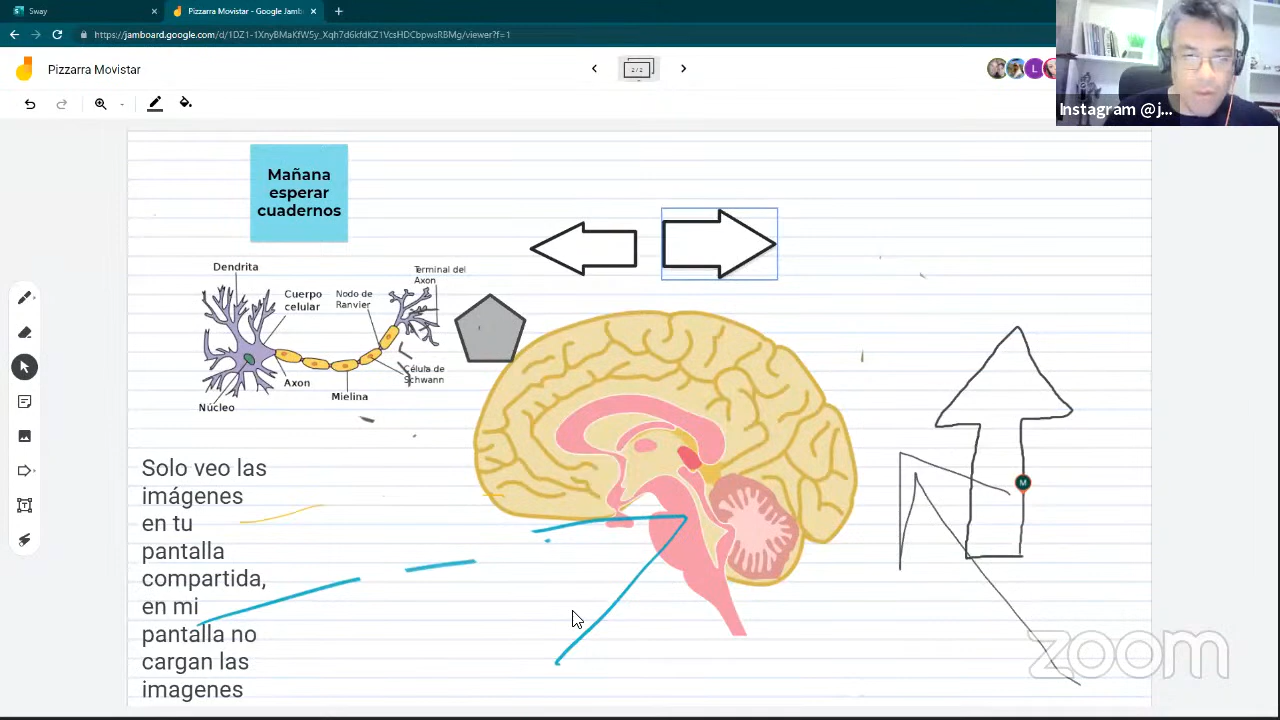 Sway
Pizzarra Movistar - Google Jamb
https://jamboard.google.com/d/1DZ1-1XnyBMaKfW5y_Xqh7d6kfdKZ1VcsHDCbpwsRBMg/viewer?f=1
Pizzarra Movistar
2 / 2
L
Instagram @j...
Mañana
esperar
cuadernos
Dendrita
Terminal del
Axon
Cuerpo
celular
Nodo de
Ranvier
Célula de
Schwann
Axon
Mielina
Núcleo
Solo veo las
imágenes
en tu
pantalla
compartida,
en mi
pantalla no
cargan las
imagenes
M
zoom